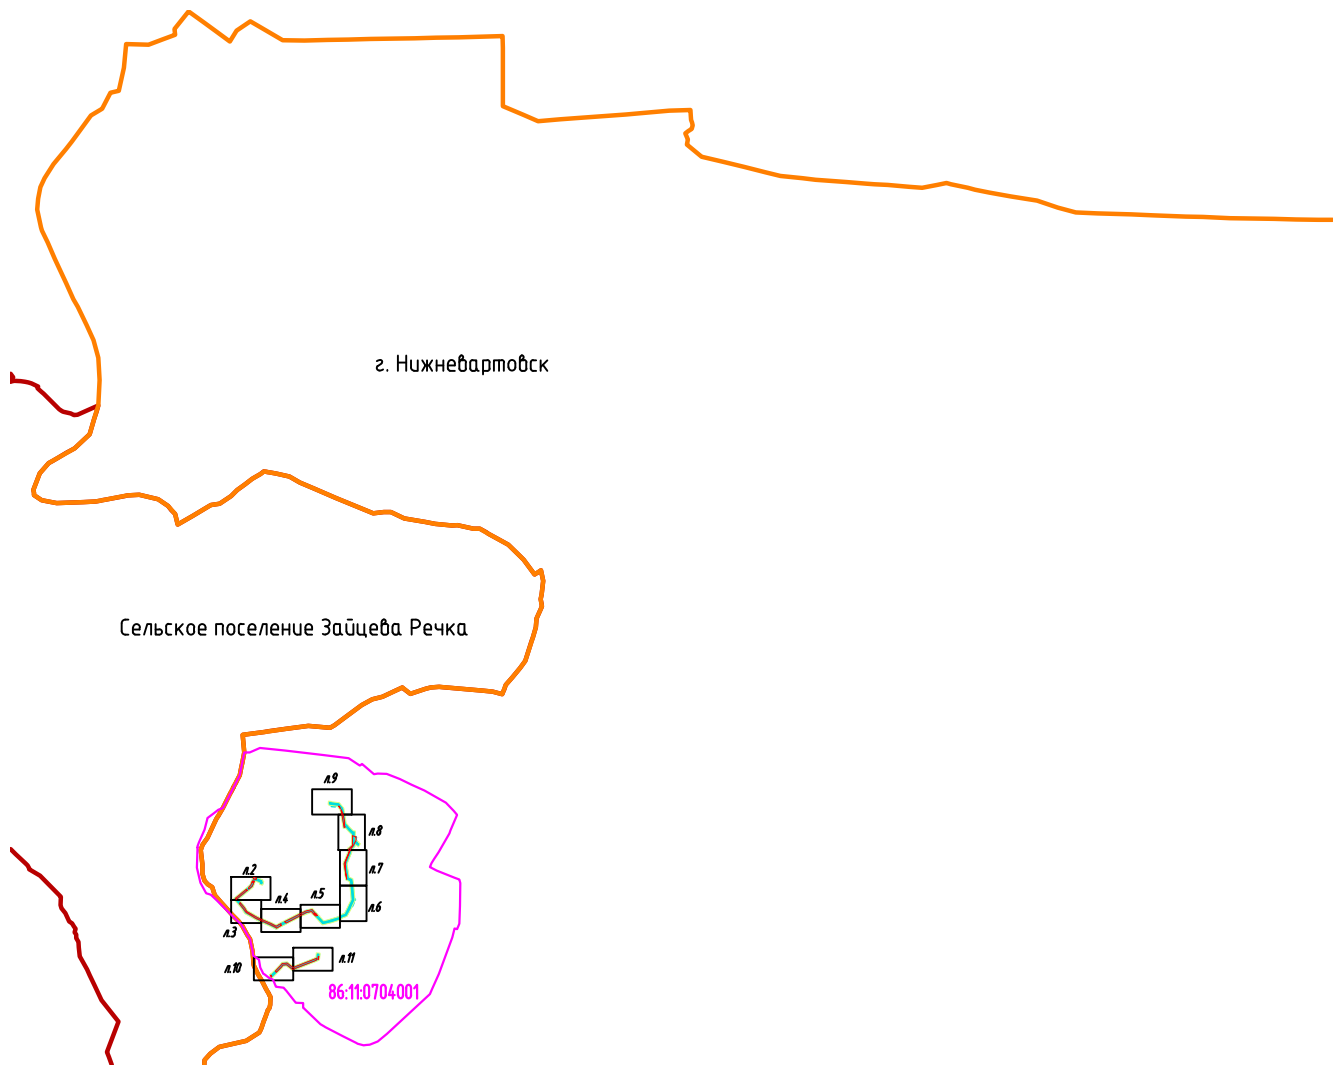 г. Нижневартовск
Сельское поселение Зайцева Речка
л.9
л.8
л.7
л.2
л.4
л.5
л.6
л.3
л.10
л.11
86:11:0704001